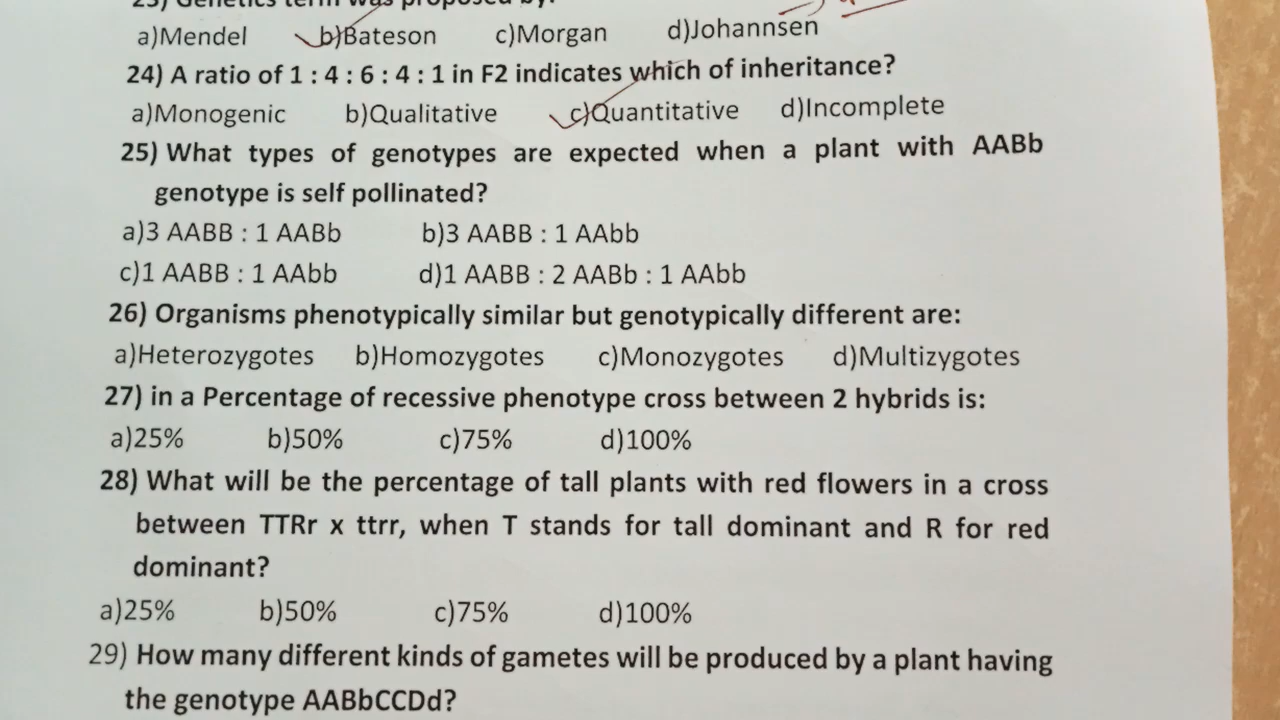 23) Genetics term was proposed by:
a)Mendel b)Bateson c)Morgan d)Johannsen
24) A ratio of 1 : 4 : 6 : 4 : 1 in F2 indicates which of inheritance?
a)Monogenic b)Qualitative c)Quantitative d)Incomplete
25) What types of genotypes are expected when a plant with AABb
genotype is self pollinated?
a)3 AABB : 1 AABb b)3 AABB : 1 AAbb
c)1 AABB : 1 AAbb d)1 AABB : 2 AABb : 1 AAbb
26) Organisms phenotypically similar but genotypically different are:
a)Heterozygotes b)Homozygotes c)Monozygotes d)Multizygotes
27) in a Percentage of recessive phenotype cross between 2 hybrids is:
a)25% b)50% c)75% d)100%
28) What will be the percentage of tall plants with red flowers in a cross
between TTRr x ttrr, when T stands for tall dominant and R for red
dominant?
a)25% b)50% c)75% d)100%
29) How many different kinds of gametes will be produced by a plant having
the genotype AABbCCDd?